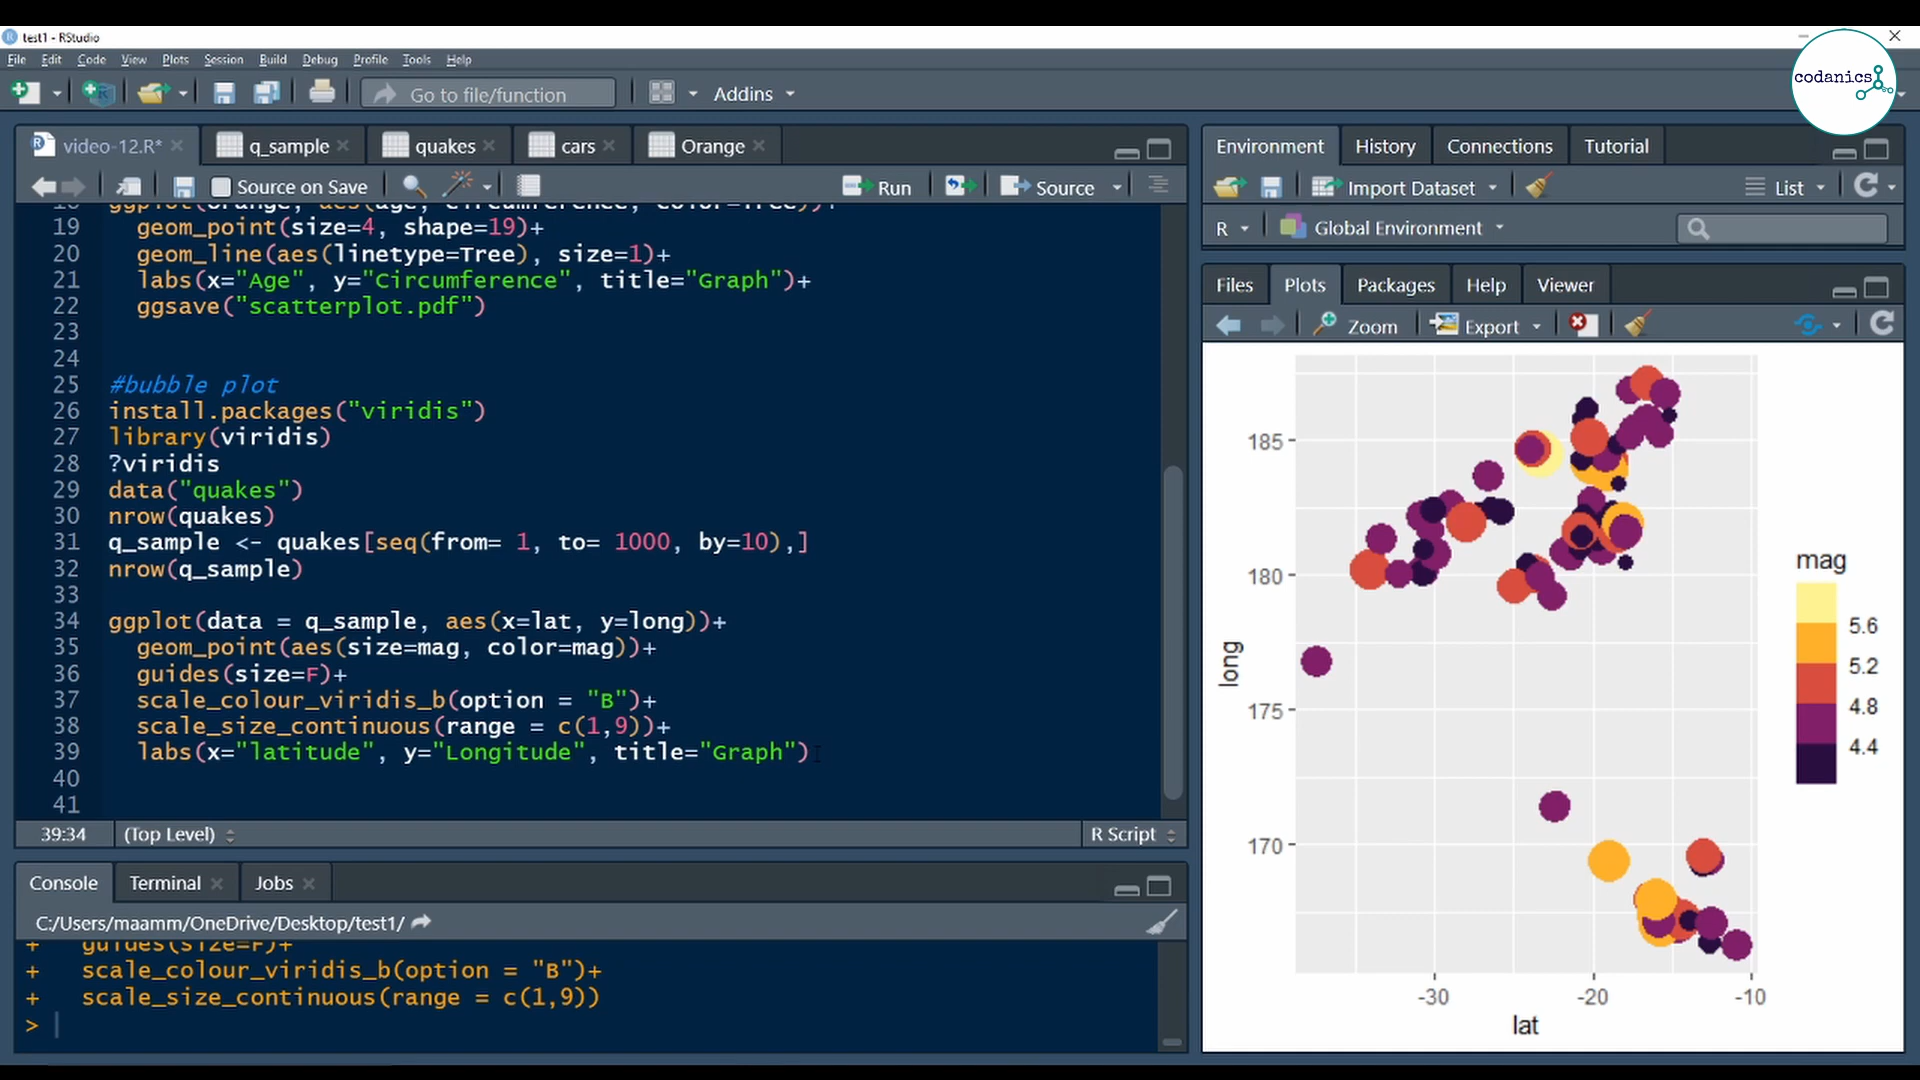 test1 - RStudio
codanics
File Edit Code View Plots Session Build Debug Profile Tools Help
Go to file/function Addins
video-12.R* q_sample quakes cars Orange
Source on Save Run Source
19 geom_point(size=4, shape=19)+
20 geom_line(aes(linetype=Tree), size=1)+
21 labs(x="Age", y="Circumference", title="Graph")+
22 ggsave("scatterplot.pdf")
23
24
25 #bubble plot
26 install.packages("viridis")
27 library(viridis)
28 ?viridis
29 data("quakes")
30 nrow(quakes)
31 q_sample <- quakes[seq(from= 1, to= 1000, by=10),]
32 nrow(q_sample)
33
34 ggplot(data = q_sample, aes(x=lat, y=long))+
35 geom_point(aes(size=mag, color=mag))+
36 guides(size=F)+
37 scale_colour_viridis_b(option = "B")+
38 scale_size_continuous(range = c(1,9))+
39 labs(x="latitude", y="Longitude", title="Graph")
40
41
39:34 (Top Level) R Script
Console Terminal Jobs
C:/Users/maamm/OneDrive/Desktop/test1/
+ guides(size=F)+
+ scale_colour_viridis_b(option = "B")+
+ scale_size_continuous(range = c(1,9))
>
Environment History Connections Tutorial
Import Dataset List
R Global Environment
Files Plots Packages Help Viewer
Zoom Export
185
180
175
170
long
-30 -20 -10
lat
mag
5.6
5.2
4.8
4.4